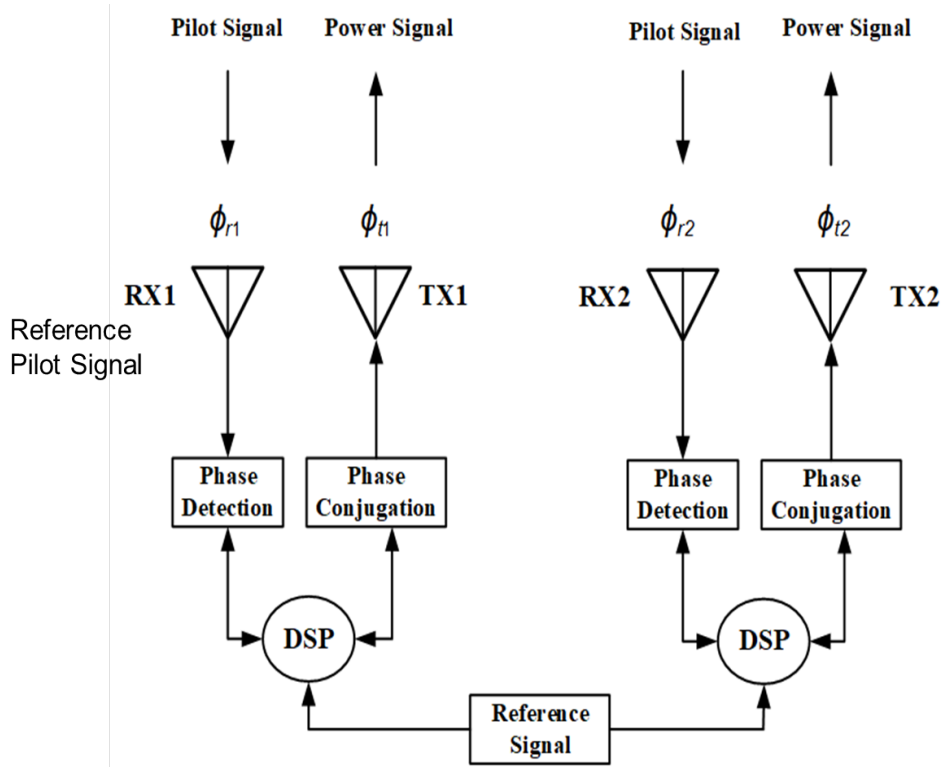 Pilot Signal
Power Signal
Pilot Signal
Power Signal
ϕr1
ϕt1
ϕr2
ϕt2
RX1
TX1
RX2
TX2
Reference
Pilot Signal
Phase
Detection
Phase
Conjugation
Phase
Detection
Phase
Conjugation
DSP
DSP
Reference
Signal